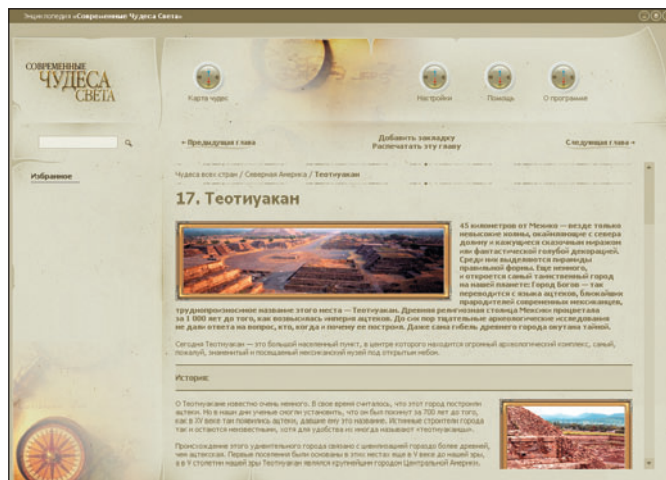 Энциклопедия «Современные Чудеса Света»
СОВРЕМЕННЫЕ
ЧУДЕСА
СВЕТА
Карта чудес
Настройки
Помощь
О программе
← Предыдущая глава
Добавить закладку
Распечатать эту главу
Следующая глава →
Избранное
Чудеса всех стран / Северная Америка / Теотиуакан
17. Теотиуакан
45 километров от Мехико — везде только
невысокие холмы, окаймляющие с севера
долину и кажущиеся сказочным миражом
или фантастической голубой декорацией.
Среди них выделяются пирамиды
правильной формы. Еще немного,
и откроется самый таинственный город
на нашей планете: Город Богов — так
переводится с языка ацтеков, ближайших
прародителей современных мексиканцев,
труднопроизносимое название этого места — Теотиуакан. Древняя религиозная столица Мексики процветала
за 1 000 лет до того, как возвысилась империя ацтеков. До сих пор тщательные археологические исследования
не дали ответа на вопрос, кто, когда и почему ее построил. Даже сама гибель древнего города окутана тайной.
Сегодня Теотиуакан — это большой населенный пункт, в центре которого находится огромный археологический комплекс, самый,
пожалуй, знаменитый и посещаемый мексиканский музей под открытым небом.
История:
О Теотиуакане известно очень немного. В свое время считалось, что этот город построили
ацтеки. Но в наши дни ученые смогли установить, что он был покинут за 700 лет до того,
как в XV веке там появились ацтеки, давшие ему это название. Истинные строители города
так и остаются неизвестными, хотя для удобства их иногда называют «теотиуаканцы».
Происхождение этого удивительного города связано с цивилизацией гораздо более древней,
чем ацтекская. Первые поселения были основаны в этих местах еще в V веке до нашей эры,
а в V столетии нашей эры Теотиуакан являлся крупнейшим городом Центральной Америки.